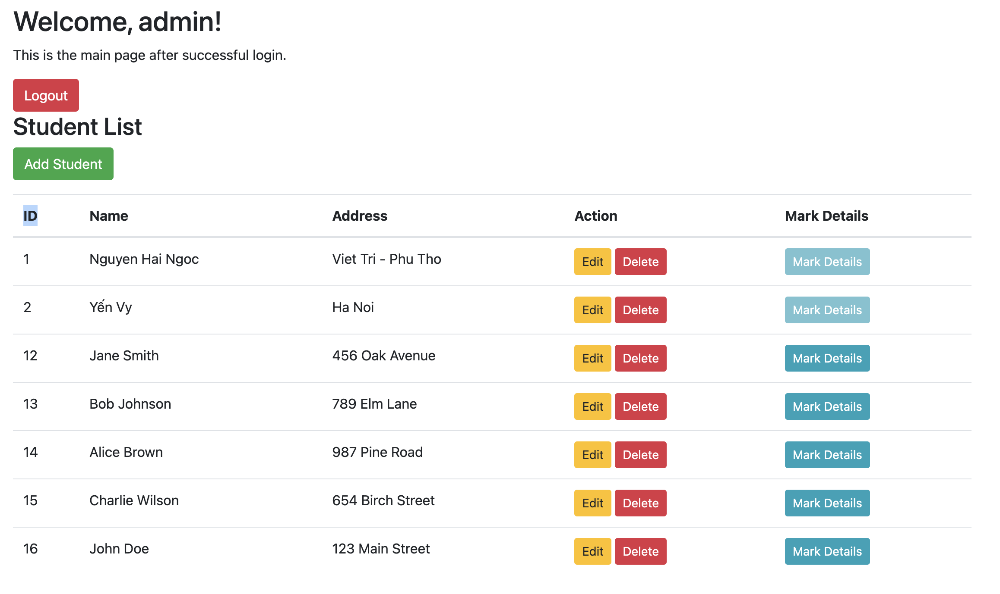 Welcome, admin!
This is the main page after successful login.
Logout
Student List
Add Student
ID Name Address Action Mark Details
1 Nguyen Hai Ngoc Viet Tri - Phu Tho Edit Delete Mark Details
2 Yến Vy Ha Noi Edit Delete Mark Details
12 Jane Smith 456 Oak Avenue Edit Delete Mark Details
13 Bob Johnson 789 Elm Lane Edit Delete Mark Details
14 Alice Brown 987 Pine Road Edit Delete Mark Details
15 Charlie Wilson 654 Birch Street Edit Delete Mark Details
16 John Doe 123 Main Street Edit Delete Mark Details